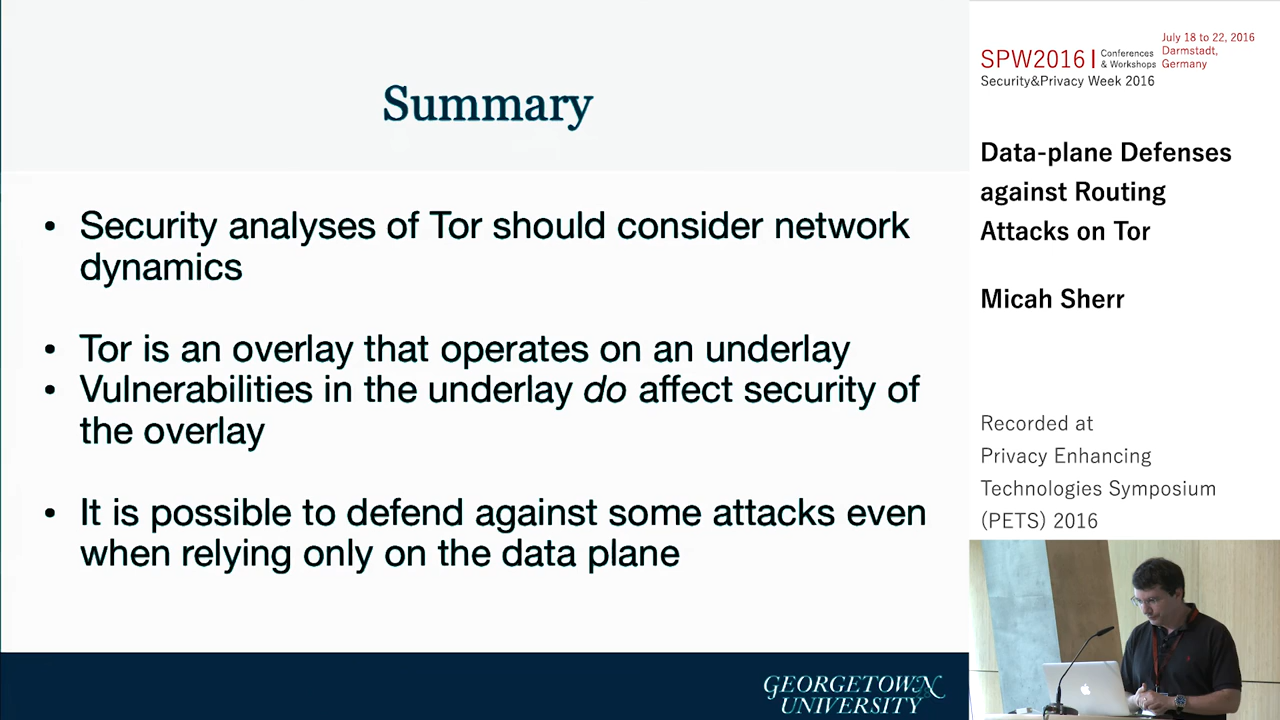 Summary
• Security analyses of Tor should consider network
dynamics
• Tor is an overlay that operates on an underlay
• Vulnerabilities in the underlay do affect security of
the overlay
• It is possible to defend against some attacks even
when relying only on the data plane
GEORGETOWN
UNIVERSITY
SPW2016 | Conferences
& Workshops
July 18 to 22, 2016
Darmstadt,
Germany
Security&Privacy Week 2016
Data-plane Defenses
against Routing
Attacks on Tor
Micah Sherr
Recorded at
Privacy Enhancing
Technologies Symposium
(PETS) 2016